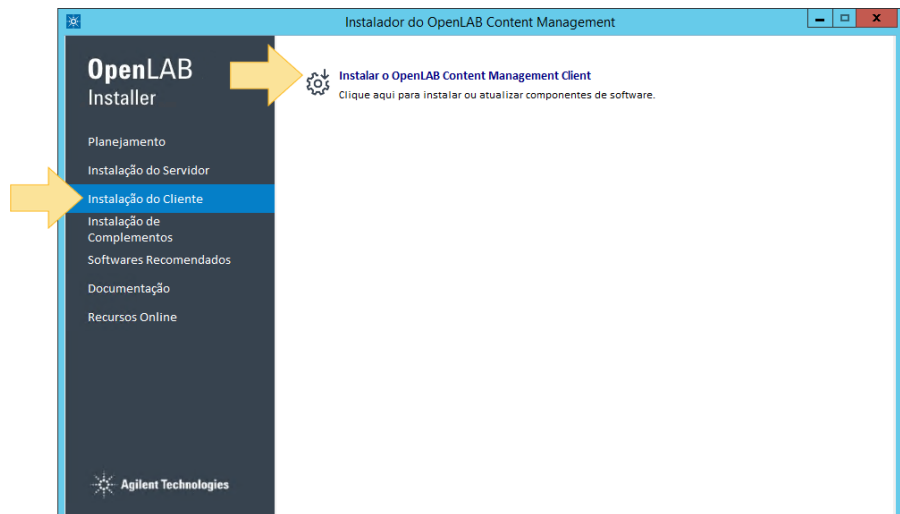 Instalador do OpenLAB Content Management
OpenLAB
Installer
Planejamento
Instalação do Servidor
Instalação do Cliente
Instalação de
Complementos
Softwares Recomendados
Documentação
Recursos Online
Agilent Technologies
Instalar o OpenLAB Content Management Client
Clique aqui para instalar ou atualizar componentes de software.